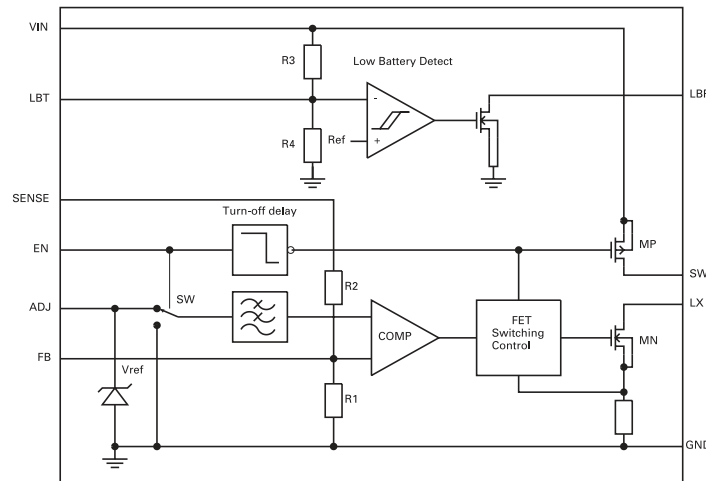 VIN
R3
Low Battery Detect
LBT
-
LBF
R4
Ref
+
SENSE
Turn-off delay
EN
MP
SW
R2
ADJ
SW
LX
COMP
FET
Switching
Control
MN
FB
Vref
R1
GND